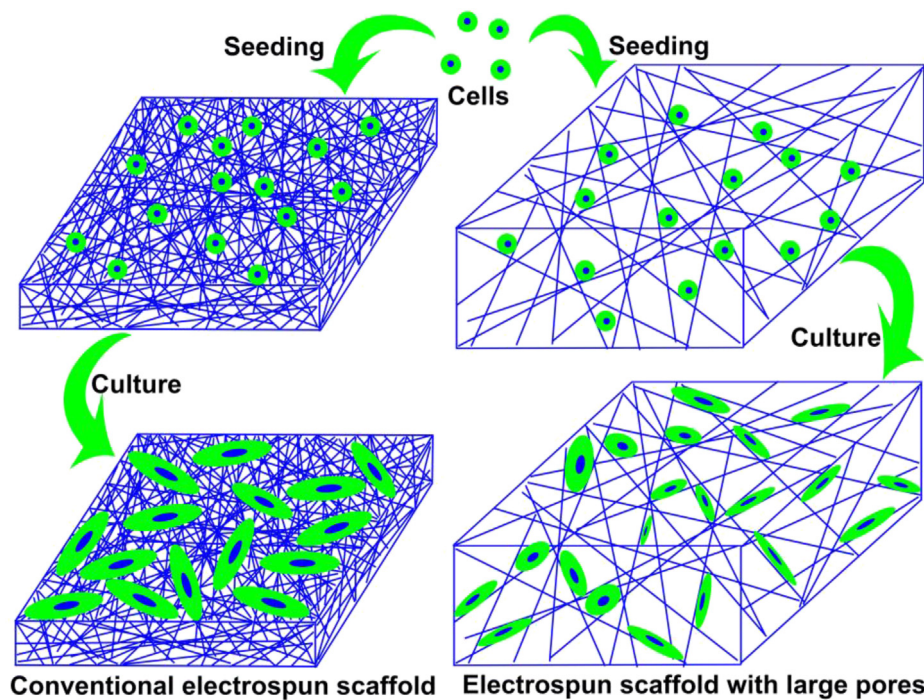 Seeding
Seeding
Cells
Culture
Culture
Conventional electrospun scaffold
Electrospun scaffold with large pores